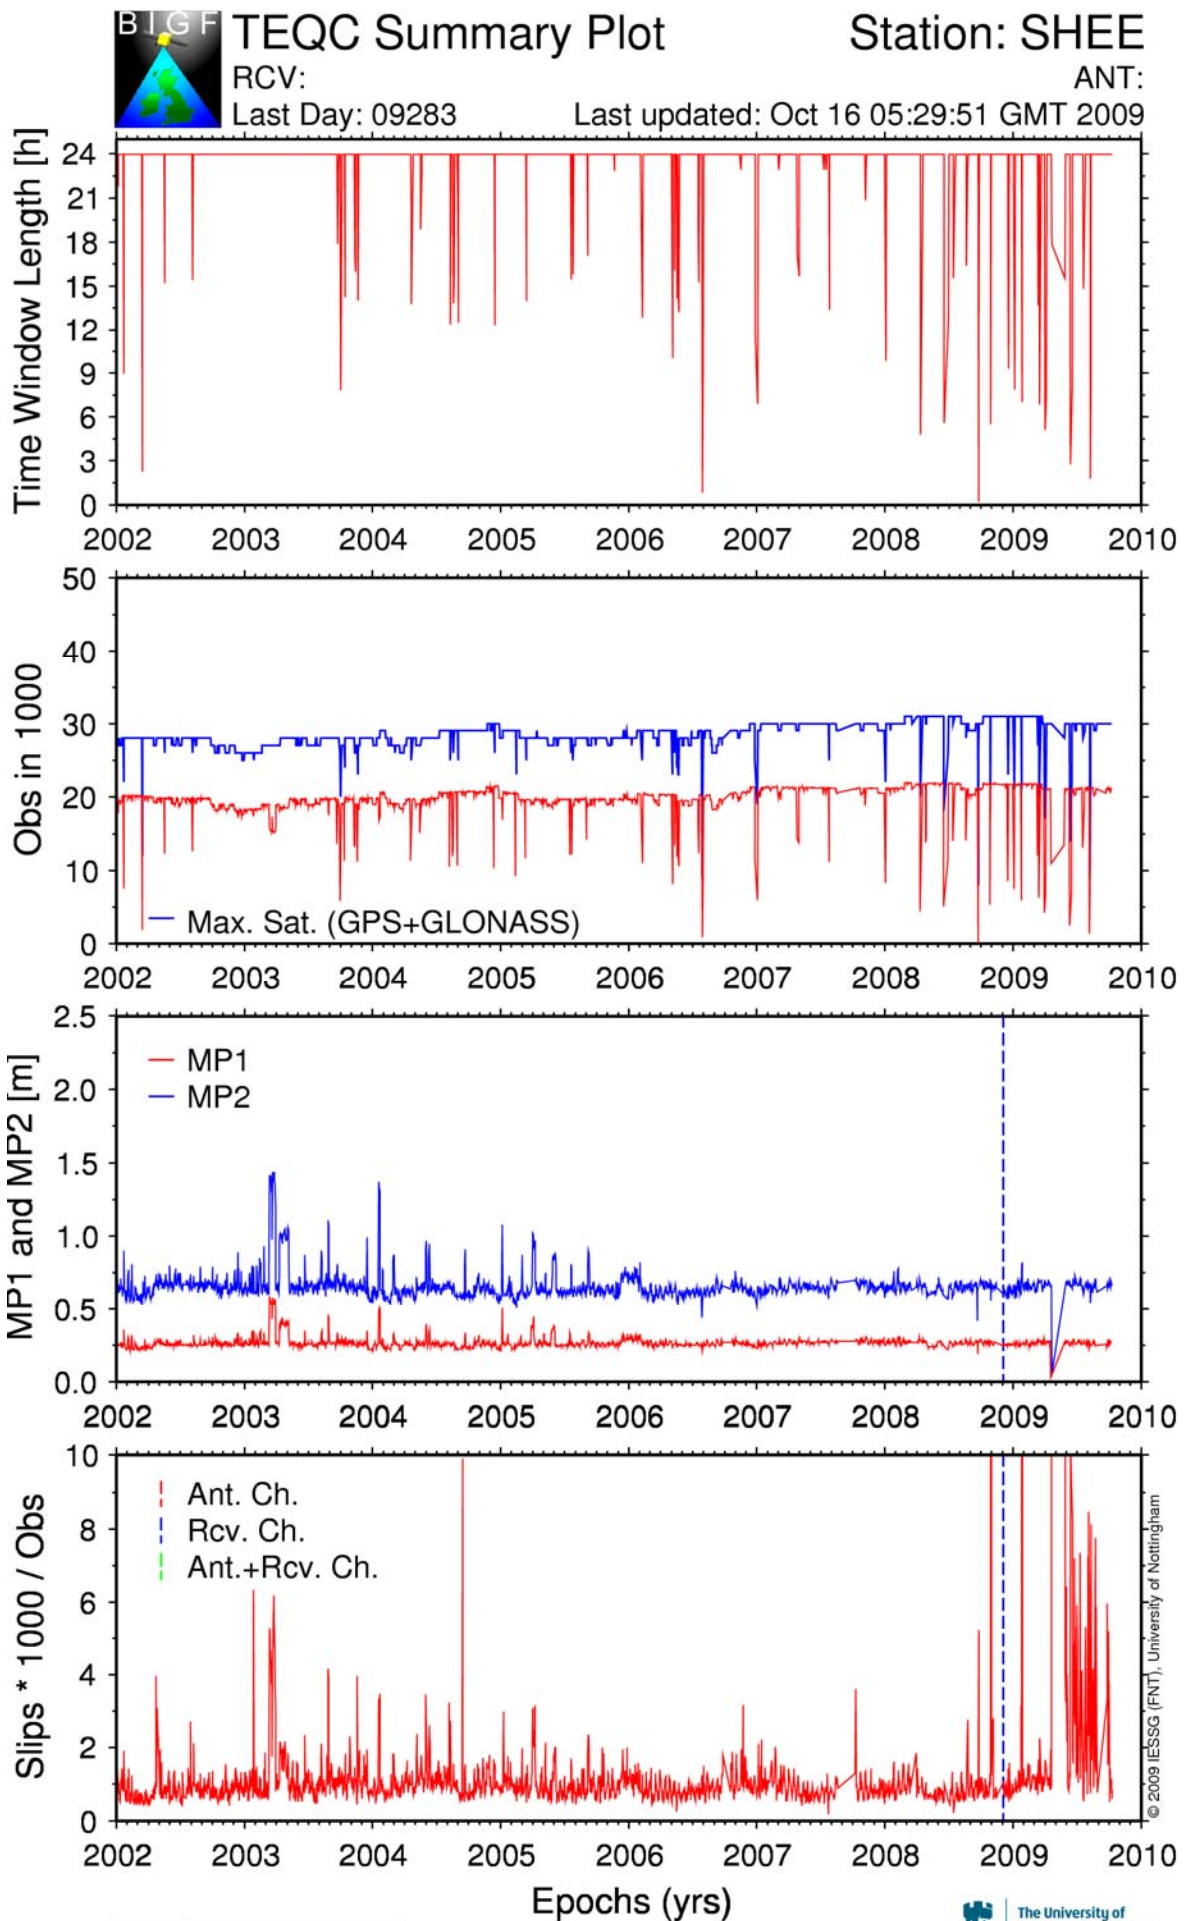 BIGF
TEQC Summary Plot
Station: SHEE
RCV:
ANT:
Last Day: 09283
Last updated: Oct 16 05:29:51 GMT 2009
Time Window Length [h]
24
21
18
15
12
9
6
3
0
2002 2003 2004 2005 2006 2007 2008 2009 2010
Obs in 1000
50
40
30
20
10
0
Max. Sat. (GPS+GLONASS)
2002 2003 2004 2005 2006 2007 2008 2009 2010
MP1 and MP2 [m]
2.5
2.0
1.5
1.0
0.5
0.0
MP1
MP2
2002 2003 2004 2005 2006 2007 2008 2009 2010
Slips * 1000 / Obs
10
8
6
4
2
0
Ant. Ch.
Rcv. Ch.
Ant.+Rcv. Ch.
© 2009 IESSG (FNT), University of Nottingham
2002 2003 2004 2005 2006 2007 2008 2009 2010
Epochs (yrs)
The University of